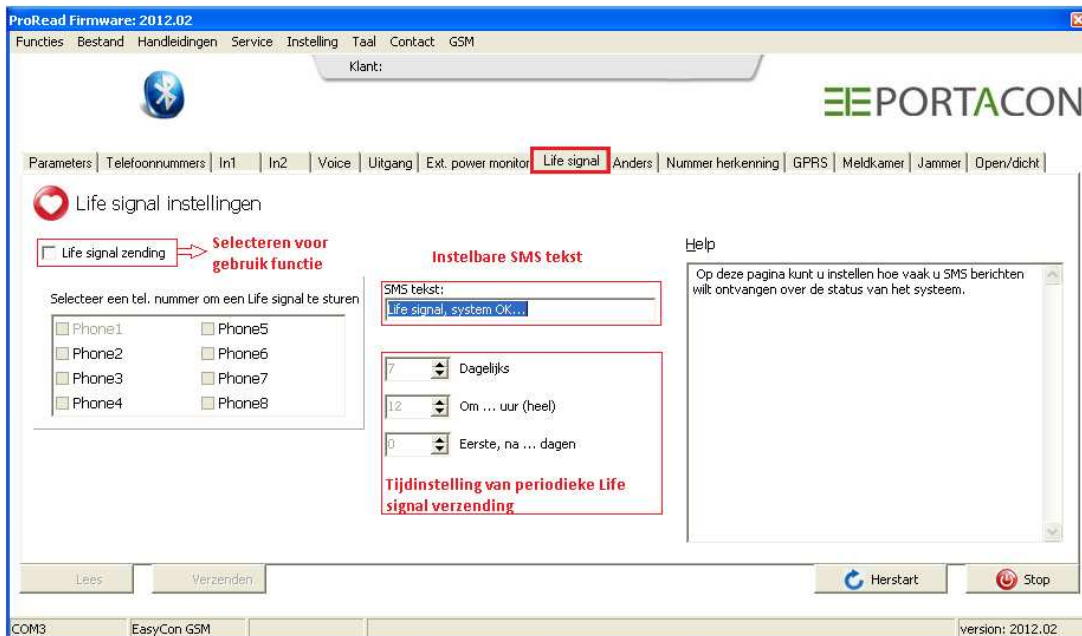 ProRead Firmware: 2012.02
Functies Bestand Handleidingen Service Instelling Taal Contact GSM
Klant:
PORTACON
Parameters Telefoonnummers In1 In2 Voice Uitgang Ext. power monitor Life signal Anders Nummer herkenning GPRS Meldkamer Jammer Open/dicht
Life signal instellingen
Life signal zending
Selecteren voor
gebruik functie
Selecteer een tel. nummer om een Life signal te sturen
Phone1 Phone5
Phone2 Phone6
Phone3 Phone7
Phone4 Phone8
Instelbare SMS tekst
SMS tekst:
Life signal, system OK...
7 Dagelijks
12 Om ... uur (heel)
0 Eerste, na ... dagen
Tijdinstelling van periodieke Life
signal verzending
Help
Op deze pagina kunt u instellen hoe vaak u SMS berichten
wilt ontvangen over de status van het systeem.
Lees Verzenden Herstart Stop
COM3 EasyCon GSM version: 2012.02